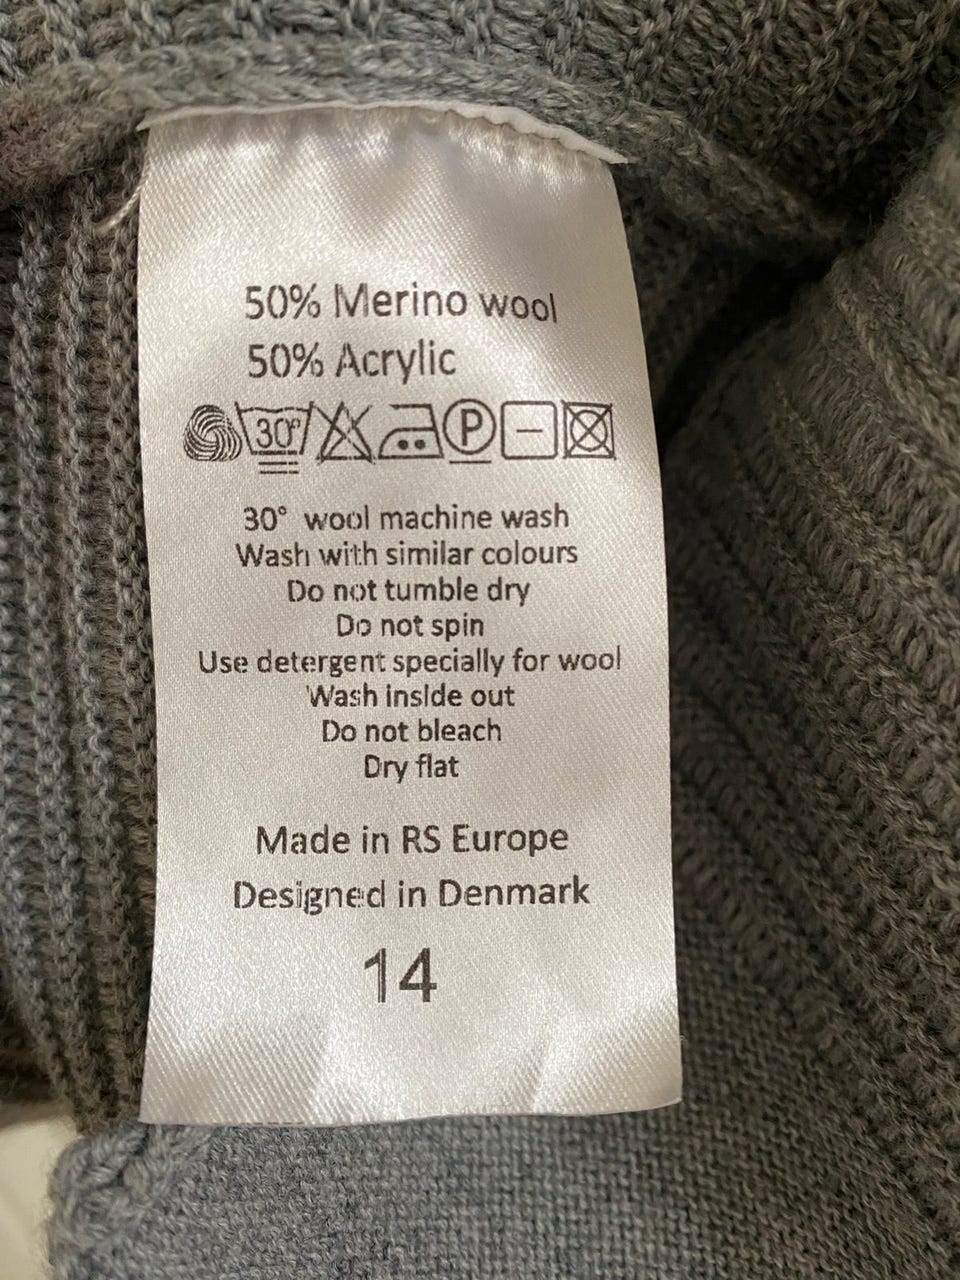 50% Merino wool
50% Acrylic
30° P
30° wool machine wash
Wash with similar colours
Do not tumble dry
Do not spin
Use detergent specially for wool
Wash inside out
Do not bleach
Dry flat
Made in RS Europe
Designed in Denmark
14